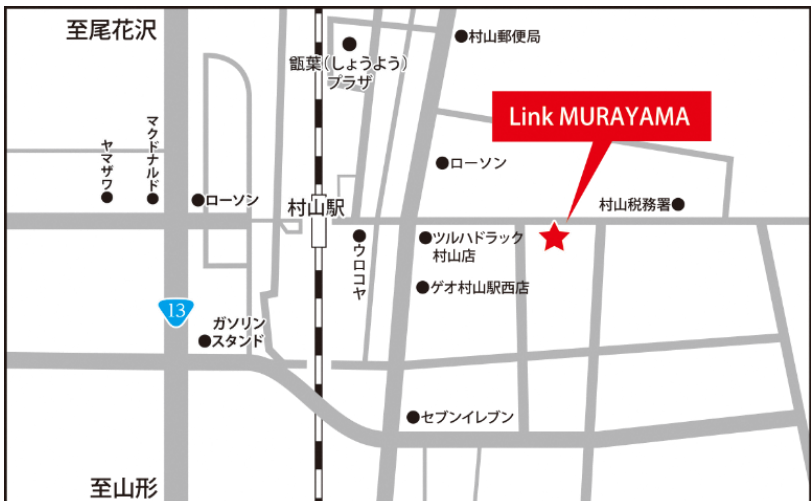 至尾花沢
村山郵便局
甑葉(しょうよう)
プラザ
Link MURAYAMA
マクドナルド
ヤマザワ
ローソン
ローソン
村山駅
村山税務署
ウロコヤ
ツルハドラック
村山店
ゲオ村山駅西店
13
ガソリン
スタンド
セブンイレブン
至山形